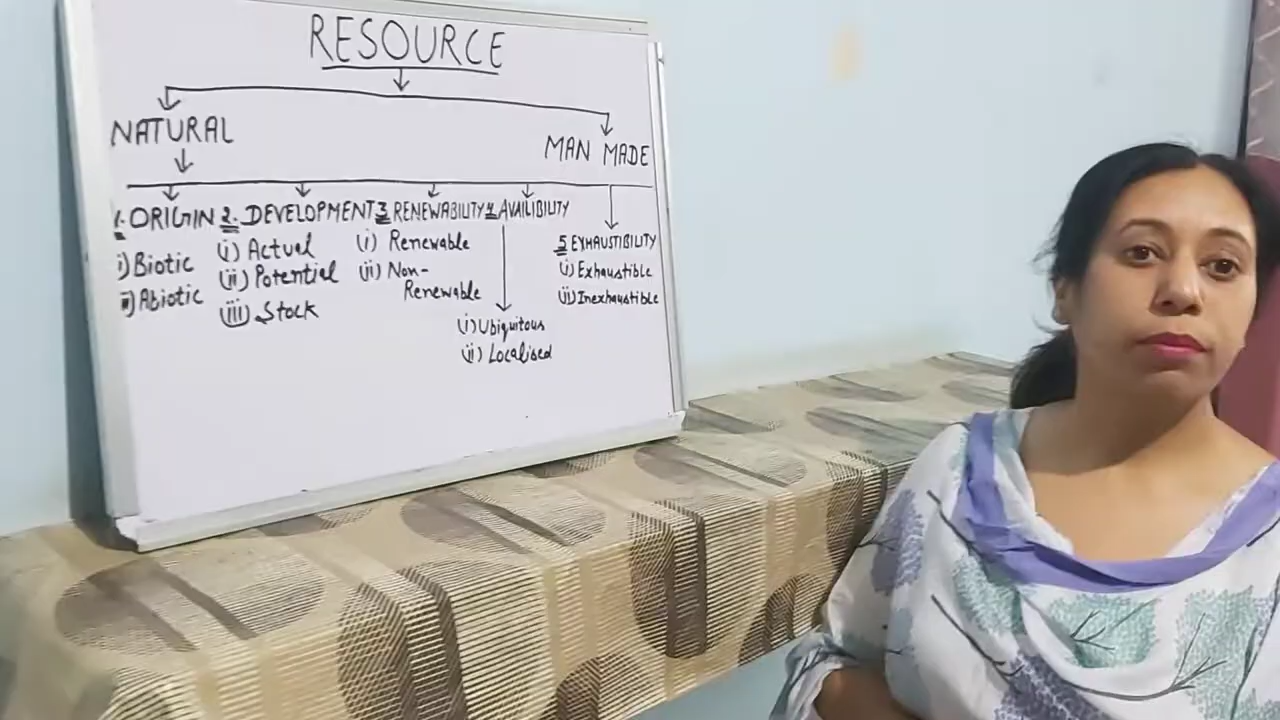 RESOURCE
NATURAL
MAN MADE
1. ORIGIN 2. DEVELOPMENT 3 RENEWABILITY 4 AVAILIBILITY
i) Biotic
ii) Abiotic
(i) Actual
(ii) Potential
(iii) Stock
(i) Renewable
(ii) Non-
Renewable
(i) Ubiquitous
(ii) Localised
5 EXHAUSTIBILITY
(i) Exhaustible
(ii) Inexhaustible